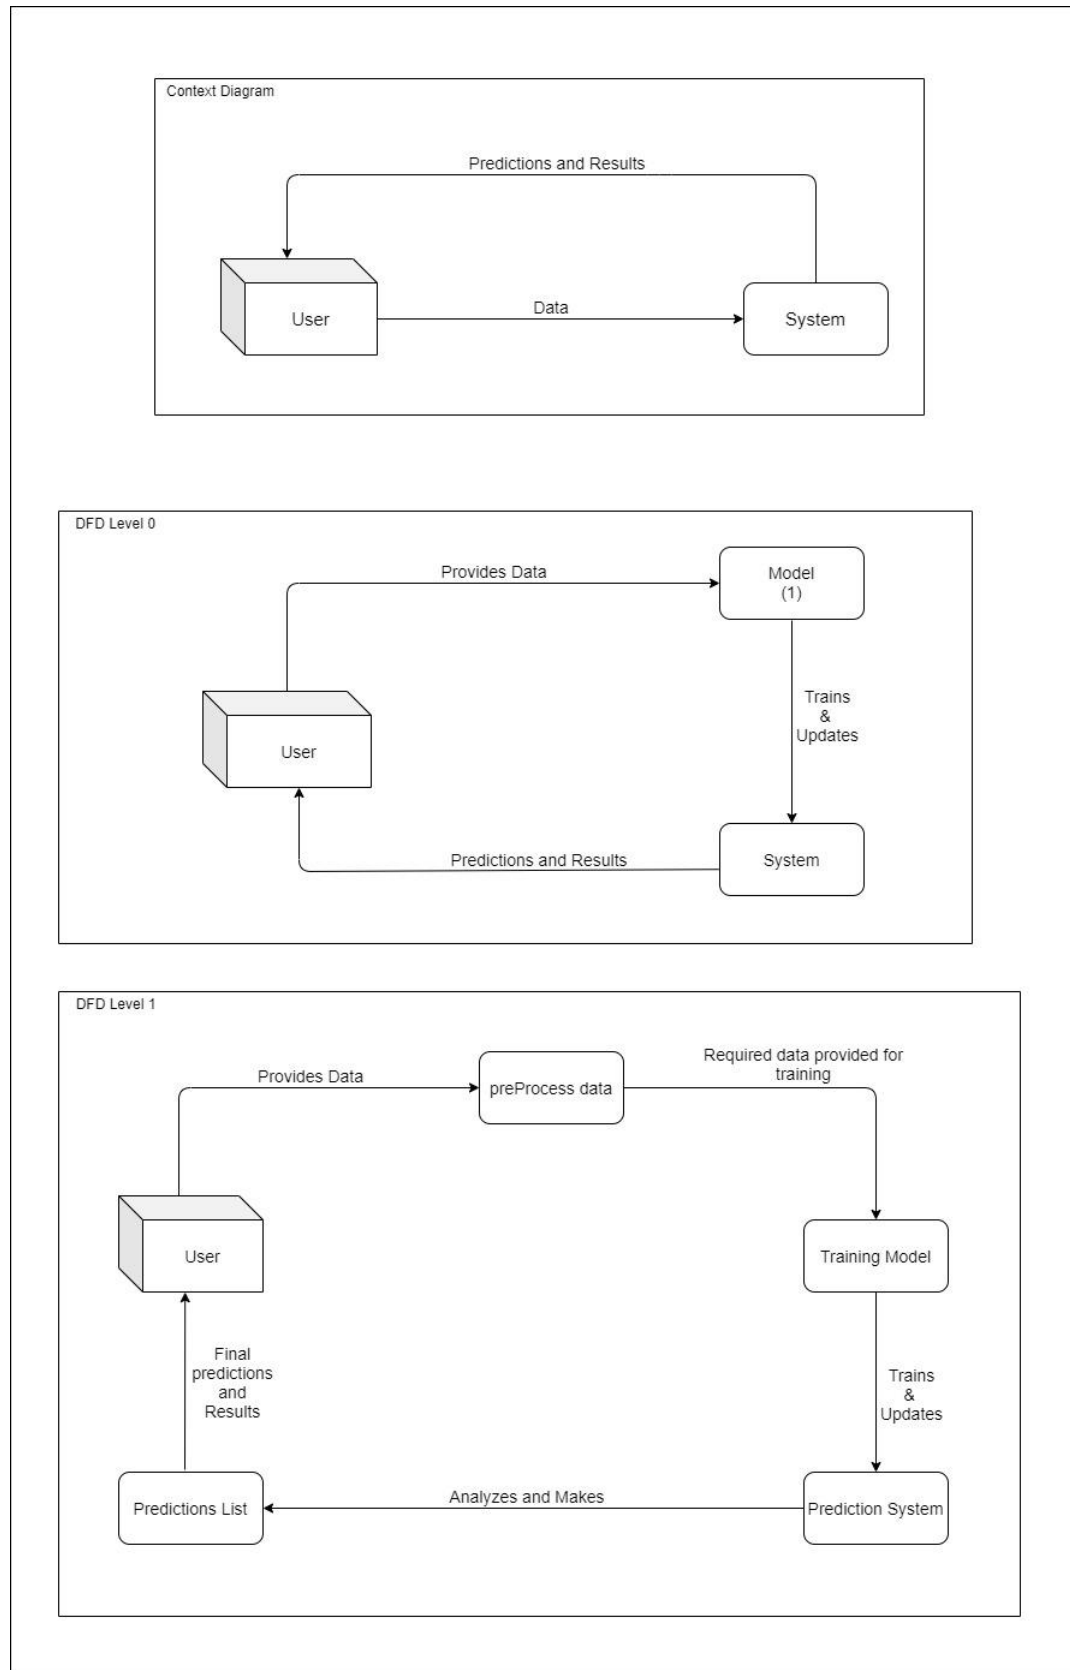 Context Diagram
Predictions and Results
User
Data
System
DFD Level 0
Provides Data
Model
(1)
Trains
&
Updates
User
Predictions and Results
System
DFD Level 1
Provides Data
preProcess data
Required data provided for
training
User
Training Model
Final
predictions
and
Results
Trains
&
Updates
Predictions List
Analyzes and Makes
Prediction System